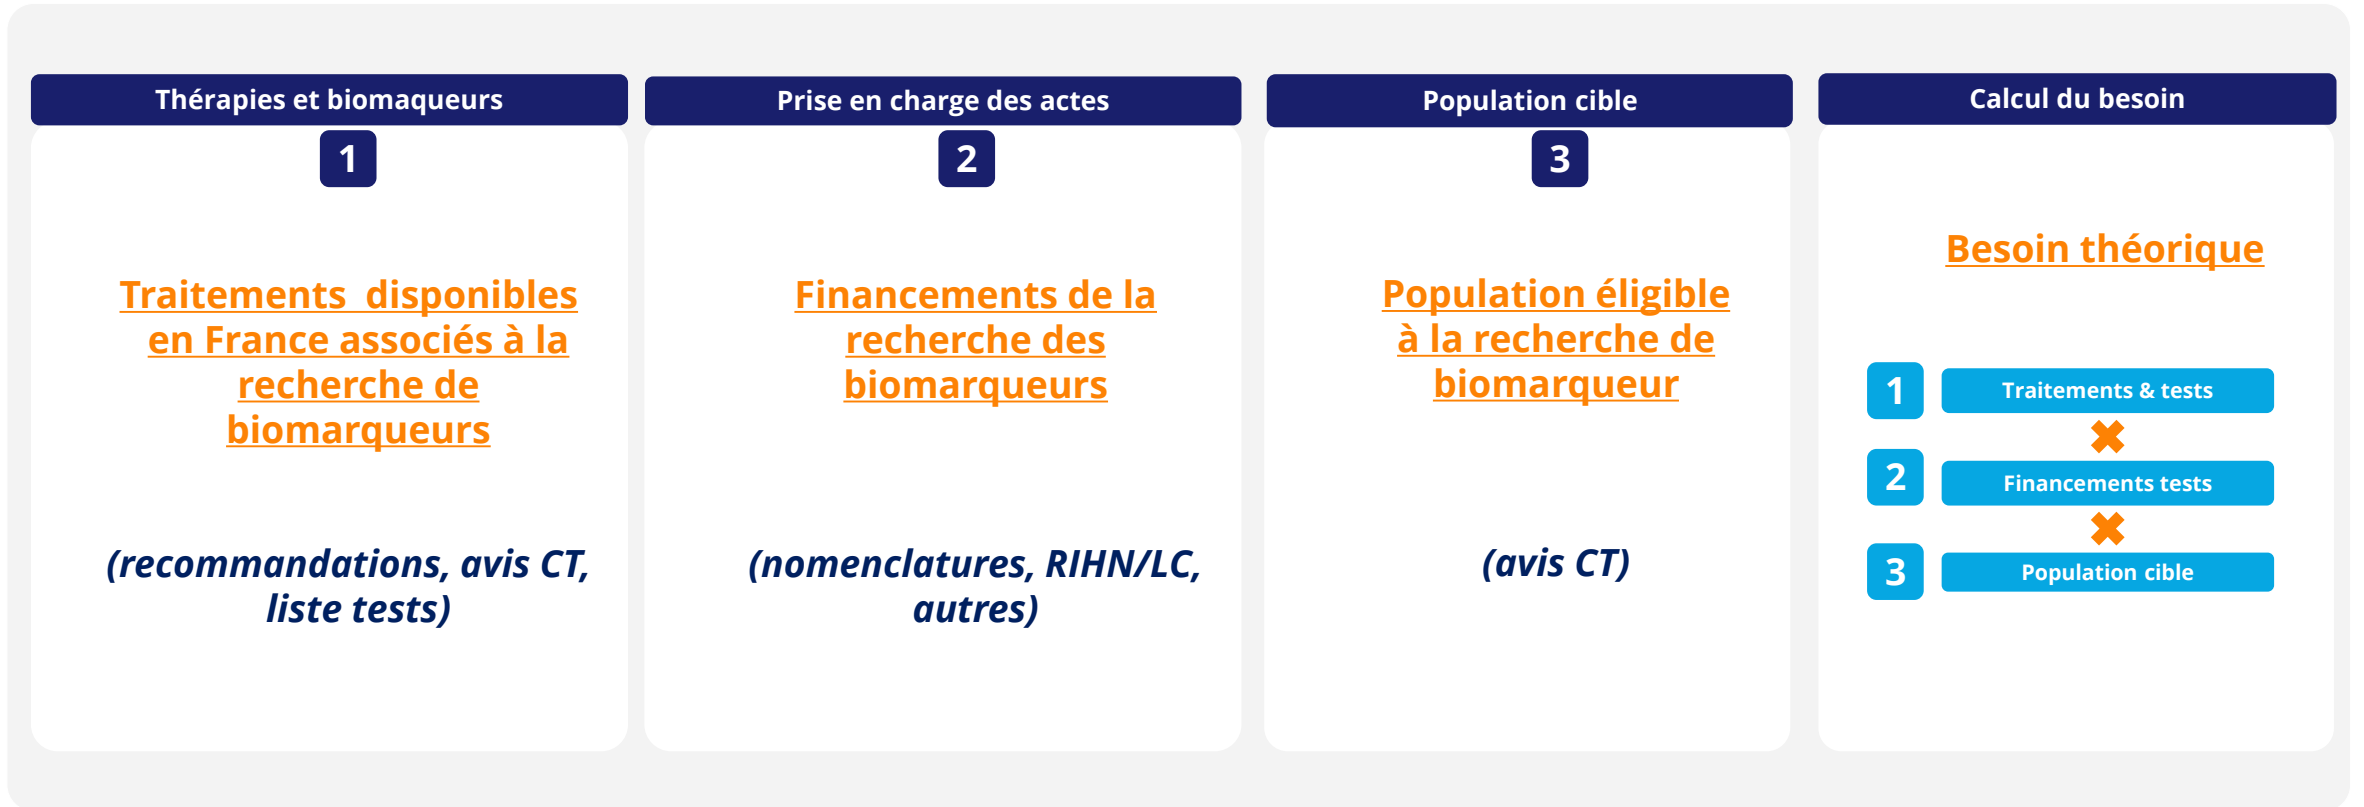 Thérapies et biomaqueurs
1
Traitements disponibles
en France associés à la
recherche de
biomarqueurs
(recommandations, avis CT,
liste tests)
Prise en charge des actes
2
Financements de la
recherche des
biomarqueurs
(nomenclatures, RIHN/LC,
autres)
Population cible
3
Population éligible
à la recherche de
biomarqueur
(avis CT)
Calcul du besoin
Besoin théorique
1 Traitements & tests
2 Financements tests
3 Population cible